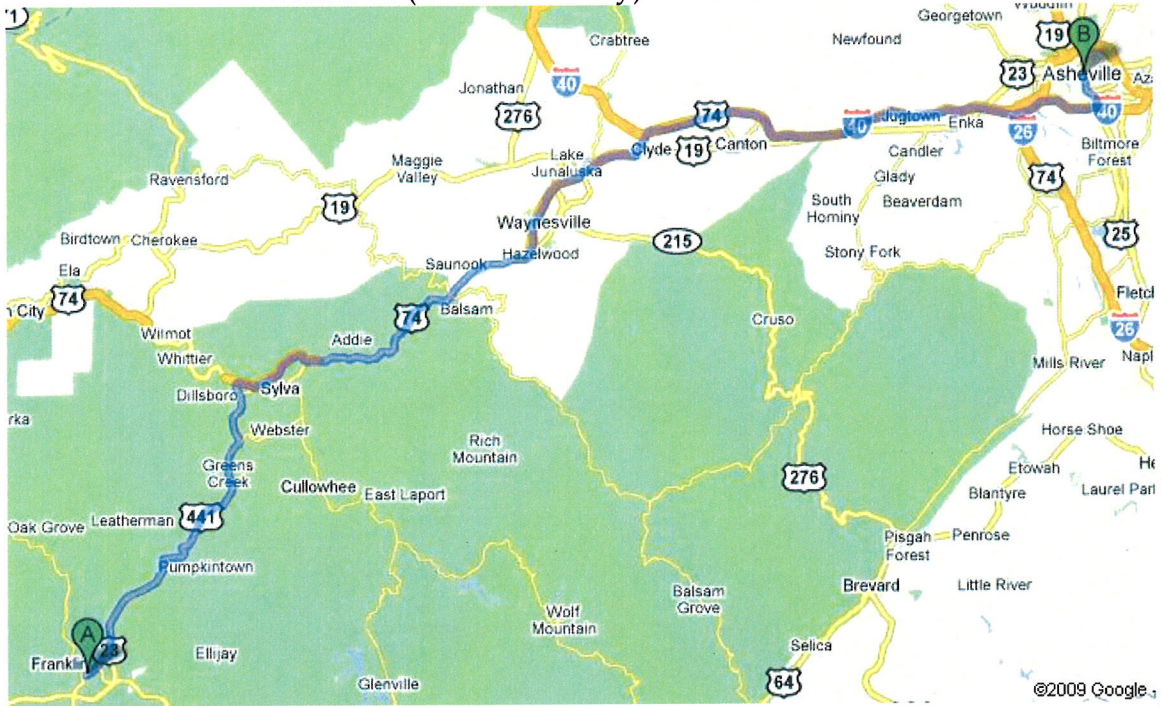 Georgetown
19
B
Crabtree
Newfound
23
Asheville
40
Jonathan
276
74
40
Jugtown
Enka
26
40
Lake
Junaluska
Clyde
19
Canton
Candler
Biltmore
Forest
Maggie
Valley
Glady
74
Ravensford
19
South
Hominy
Beaverdam
Waynesville
215
25
Birdtown
Cherokee
Hazelwood
Stony Fork
Ela
Saunook
74
Balsam
74
Cruso
26
Wilmot
Addie
Whittier
Mills River
Dillsboro
Sylva
Webster
Rich
Mountain
Horse Shoe
Greens
Creek
Etowah
Cullowhee
East Laport
276
Blantyre
Oak Grove
Leatherman
441
Pisgah
Forest
Penrose
Pumpkintown
Brevard
Little River
Balsam
Grove
Wolf
Mountain
A
23
Franklin
Ellijay
Selica
Glenville
64
©2009 Google